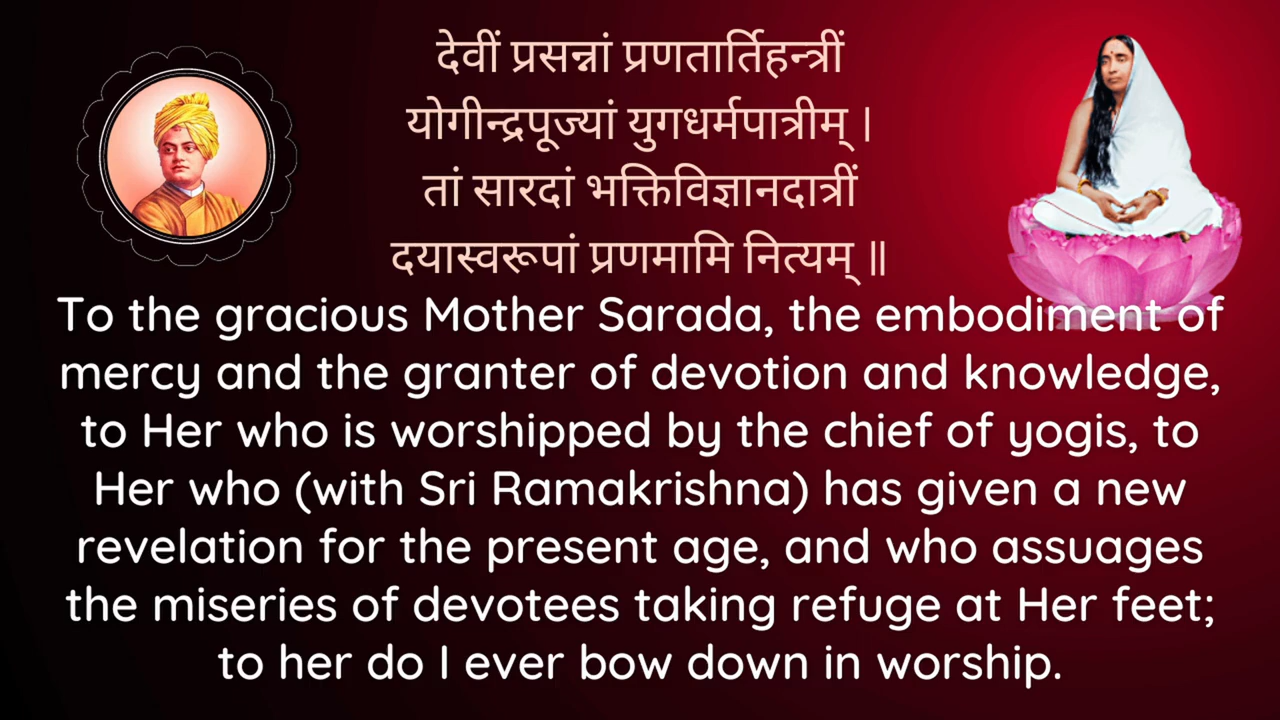 देवीं प्रसन्नां प्रणतार्तिहन्त्रीं
योगीन्द्रपूज्यां युगधर्मपात्रीम् |
तां सारदां भक्तिविज्ञानदात्रीं
दयास्वरूपां प्रणमामि नित्यम् ॥
To the gracious Mother Sarada, the embodiment of
mercy and the granter of devotion and knowledge,
to Her who is worshipped by the chief of yogis, to
Her who (with Sri Ramakrishna) has given a new
revelation for the present age, and who assuages
the miseries of devotees taking refuge at Her feet;
to her do I ever bow down in worship.